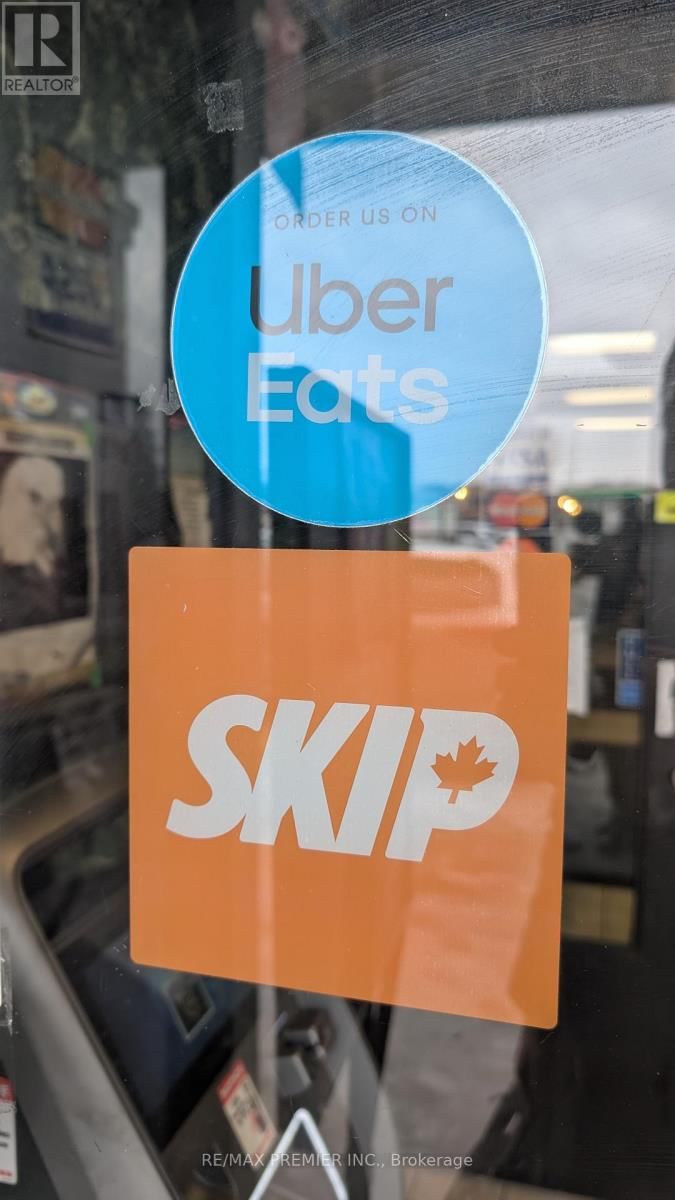 R
REALTOR®
ORDER US ON
Uber
Eats
SKIP
RE/MAX PREMIER INC., Brokerage